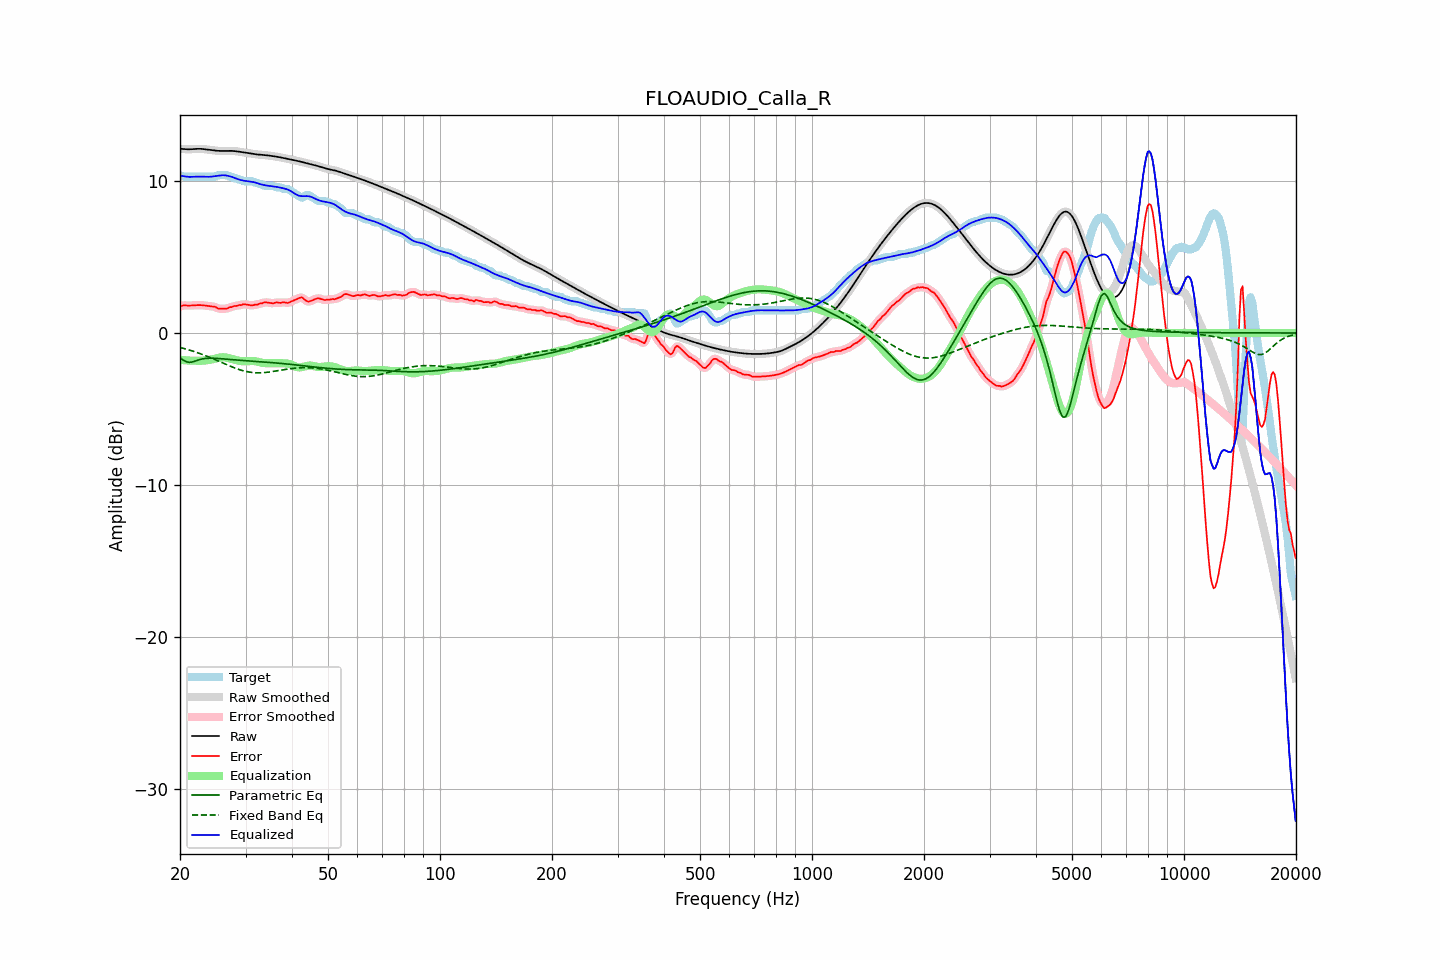 FLOAUDIO_Calla_R
Amplitude (dBr)
10
0
−10
−20
−30
Target
Raw Smoothed
Error Smoothed
Raw
Error
Equalization
Parametric Eq
Fixed Band Eq
Equalized
20 50 100 200 500 1000 2000 5000 10000 20000
Frequency (Hz)